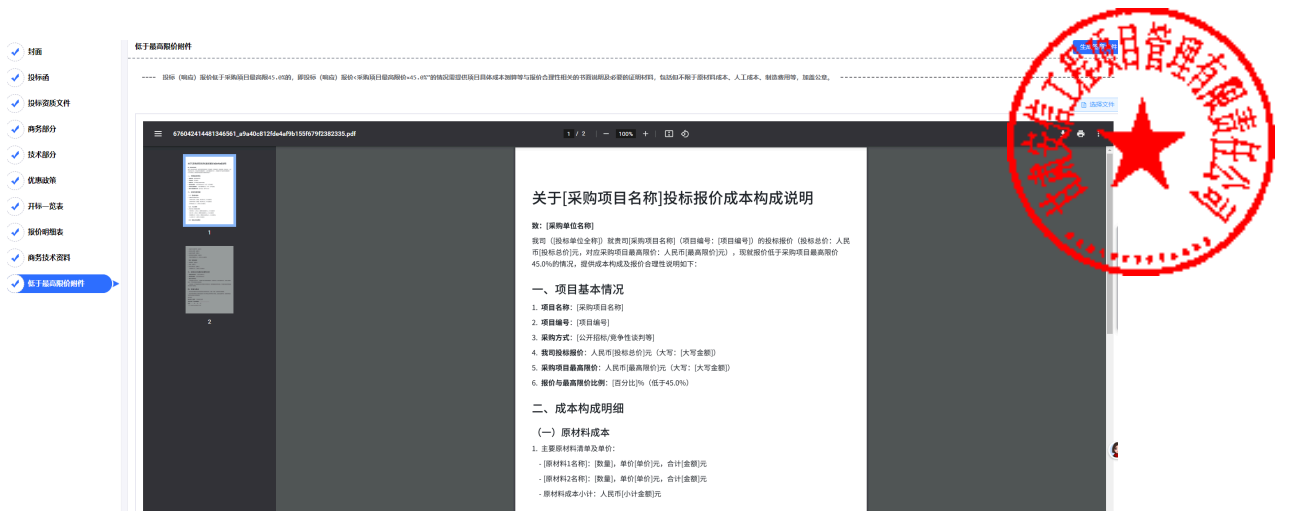 低于最高限价附件
封面
投标函
投标资质文件
商务部分
技术部分
优惠政策
开标一览表
报价明细表
商务技术资料
低于最高限价附件
---- 投标（响应）报价低于采购项目最高限45.0%的，即投标（响应）报价<采购项目最高限价*45.0%"的情况需提供项目具体成本测算等与报价合理性相关的书面说明及必要的证明材料，包括但不限于原材料成本、人工成本、制造费用等，加盖公章。
选择文件
6760424144813465​61_a9a40c812fde4af9b155f679f2382335.pdf
1 / 2
100%
1
2
关于[采购项目名称]投标报价成本构成说明
致：[采购单位名称]
我司（[投标单位全称]）就贵司[采购项目名称]（项目编号：[项目编号]）的投标报价（投标总价：人民
币[投标总价]元，对应采购项目最高限价：人民币[最高限价]元），现就报价低于采购项目最高限价
45.0%的情况，提供成本构成及报价合理性说明如下：
一、项目基本情况
1. 项目名称：[采购项目名称]
2. 项目编号：[项目编号]
3. 采购方式：[公开招标/竞争性谈判等]
4. 我司投标报价：人民币[投标总价]元（大写：[大写金额]）
5. 采购项目最高限价：人民币[最高限价]元（大写：[大写金额]）
6. 报价与最高限价比例：[百分比]%（低于45.0%）
二、成本构成明细
（一）原材料成本
1. 主要原材料清单及单价：
- [原材料1名称]：[数量]，单价[单价]元，合计[金额]元
- [原材料2名称]：[数量]，单价[单价]元，合计[金额]元
- 原材料成本小计：人民币[小计金额]元
工程项目管理有限责任公司